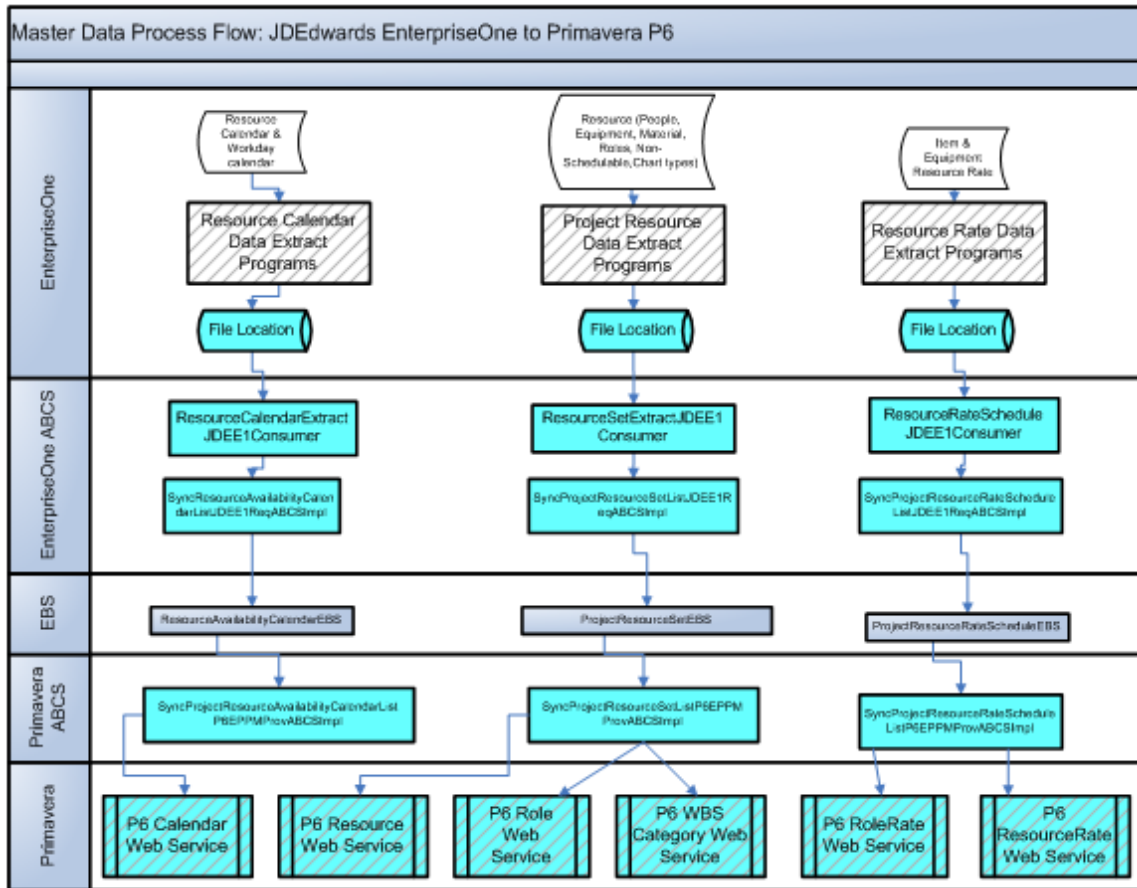 Master Data Process Flow: JDEdwards EnterpriseOne to Primavera P6
EnterpriseOne
Resource
Calendar &
Workday
calendar
Resource (People,
Equipment, Material,
Roles, Non-
Schedulable,Chart types)
Item &
Equipment
Resource Rate
Resource Calendar
Data Extract
Programs
Project Resource
Data Extract
Programs
Resource Rate Data
Extract Programs
File Location
File Location
File Location
EnterpriseOne ABCS
ResourceCalendarExtract
JDEE1Consumer
ResourceSetExtractJDEE1
Consumer
ResourceRateSchedule
JDEE1Consumer
SyncResourceAvailabilityCalen
darListJDEE1ReqABCSImpl
SyncProjectResourceSetListJDEE1R
eqABCSImpl
SyncProjectResourceRateSchedule
ListJDEE1ReqABCSImpl
EBS
ResourceAvailabilityCalendarEBS
ProjectResourceSetEBS
ProjectResourceRateScheduleEBS
Primavera
ABCS
SyncProjectResourceAvailabilityCalendarList
P6EPPMProvABCSImpl
SyncProjectResourceSetListP6EPPM
ProvABCSImpl
SyncProjectResourceRateSchedule
ListP6EPPMProvABCSImpl
Primavera
P6 Calendar
Web Service
P6 Resource
Web Service
P6 Role
Web
Service
P6 WBS
Category Web
Service
P6 RoleRate
Web Service
P6
ResourceRate
Web Service